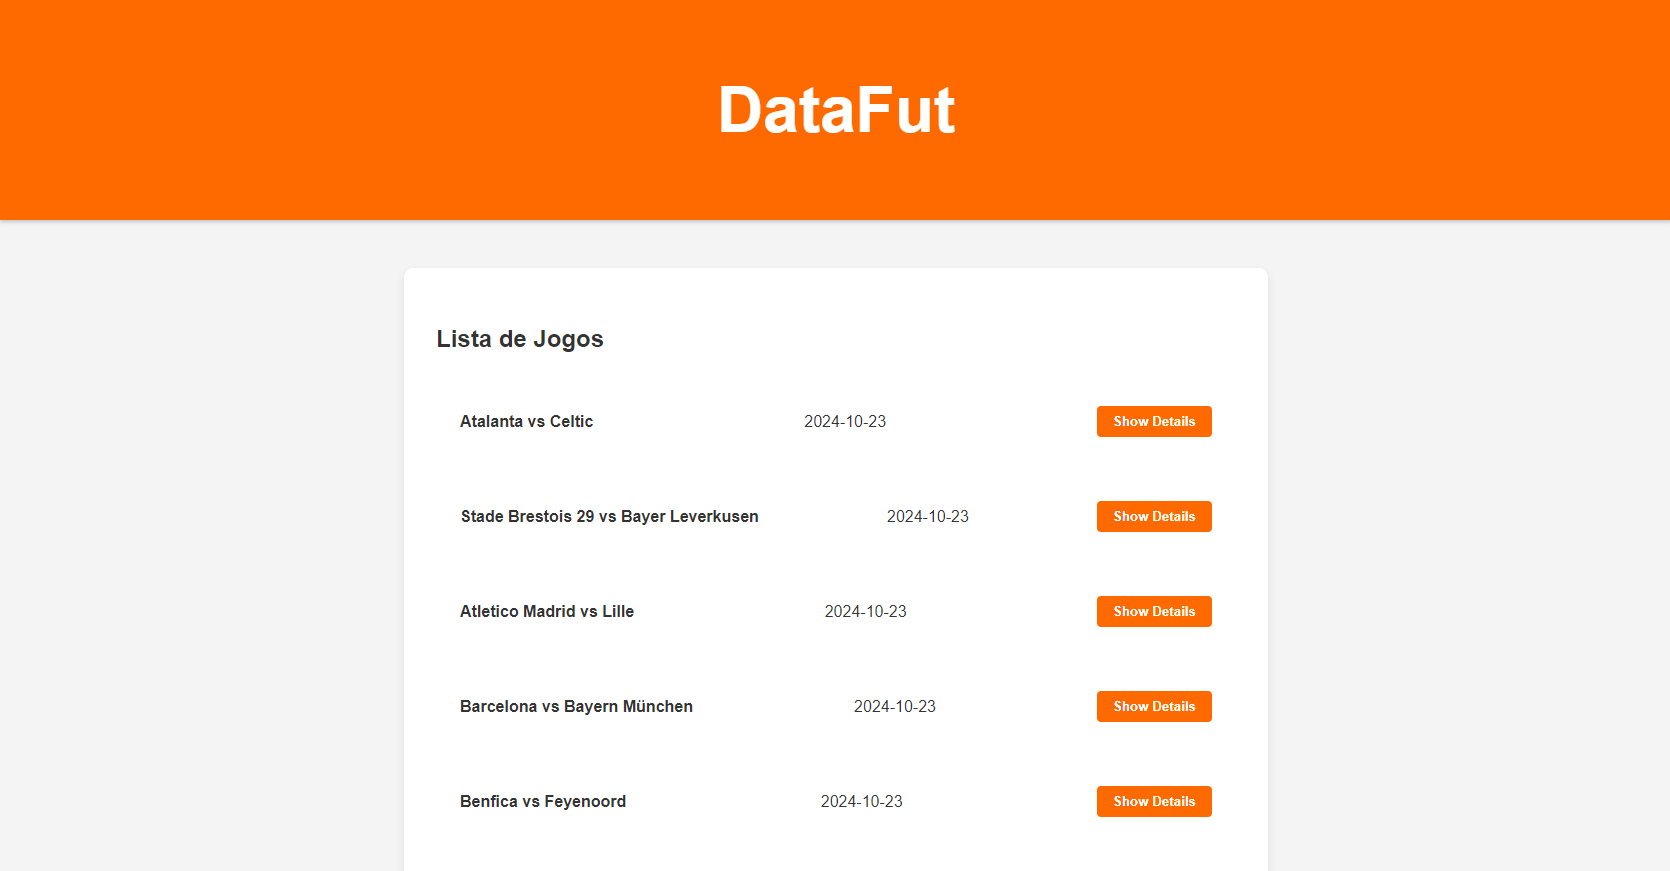 DataFut
Lista de Jogos
Atalanta vs Celtic 2024-10-23 Show Details
Stade Brestois 29 vs Bayer Leverkusen 2024-10-23 Show Details
Atletico Madrid vs Lille 2024-10-23 Show Details
Barcelona vs Bayern München 2024-10-23 Show Details
Benfica vs Feyenoord 2024-10-23 Show Details